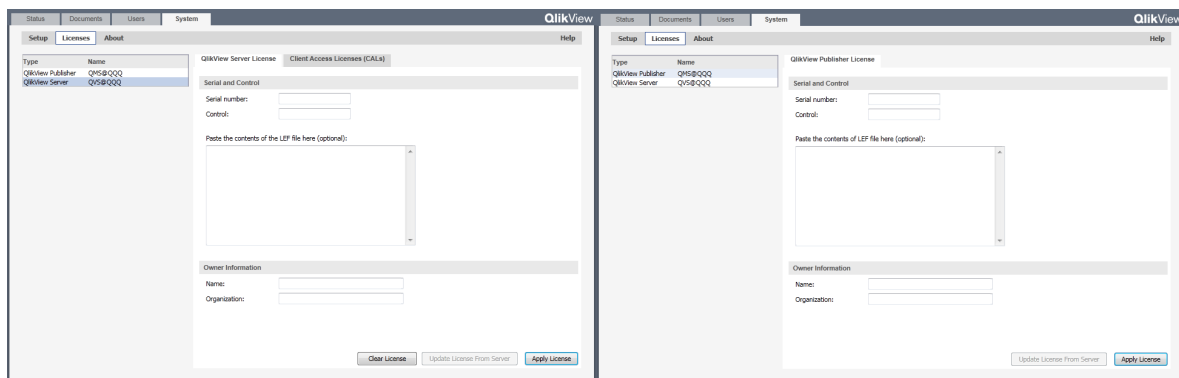 Status Documents Users System QlikView
Setup Licenses About Help
Type Name
QlikView Publisher QMS@QQQ
QlikView Server QVS@QQQ
QlikView Server License Client Access Licenses (CALs)
Serial and Control
Serial number:
Control:
Paste the contents of the LEF file here (optional):
Owner Information
Name:
Organization:
Clear License Update License From Server Apply License
Status Documents Users System QlikView
Setup Licenses About Help
Type Name
QlikView Publisher QMS@QQQ
QlikView Server QVS@QQQ
QlikView Publisher License
Serial and Control
Serial number:
Control:
Paste the contents of LEF file here (optional):
Owner Information
Name:
Organization:
Update License From Server Apply License